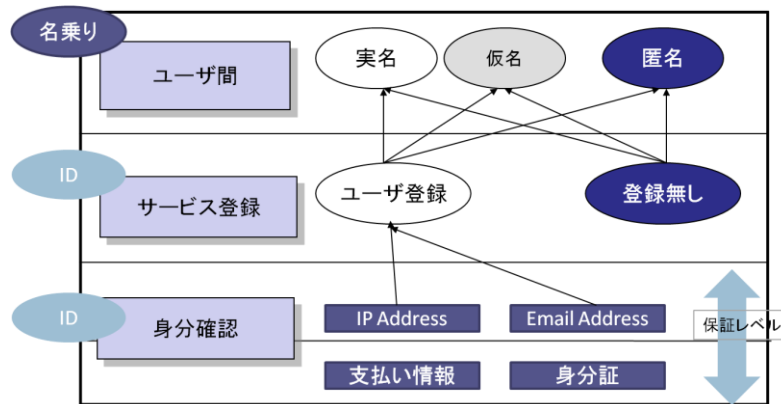 名乗り
ユーザ間
実名
仮名
匿名
ID
サービス登録
ユーザ登録
登録無し
ID
身分確認
IP Address
Email Address
保証レベル
支払い情報
身分証